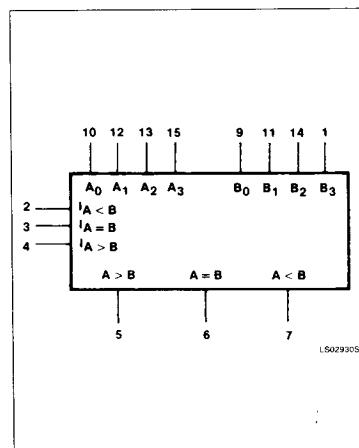 10 12 13 15 9 11 14 1
A0 A1 A2 A3 B0 B1 B2 B3
2 IA < B
3 IA = B
4 IA > B
A > B A = B A < B
5 6 7
LS02930S